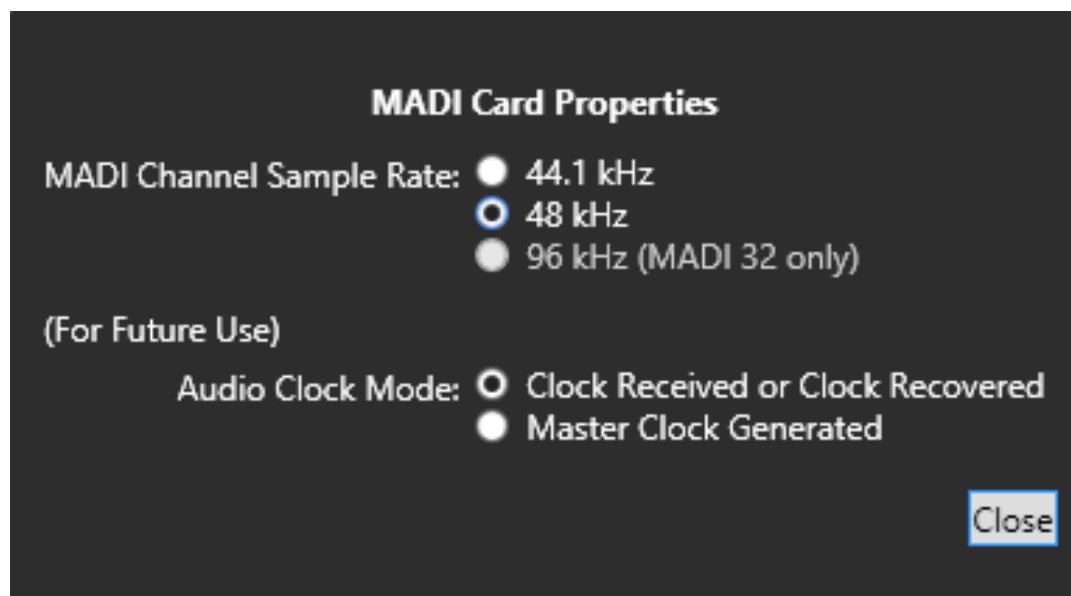 MADI Card Properties
MADI Channel Sample Rate: 44.1 kHz
48 kHz
96 kHz (MADI 32 only)
(For Future Use)
Audio Clock Mode: Clock Received or Clock Recovered
Master Clock Generated
Close